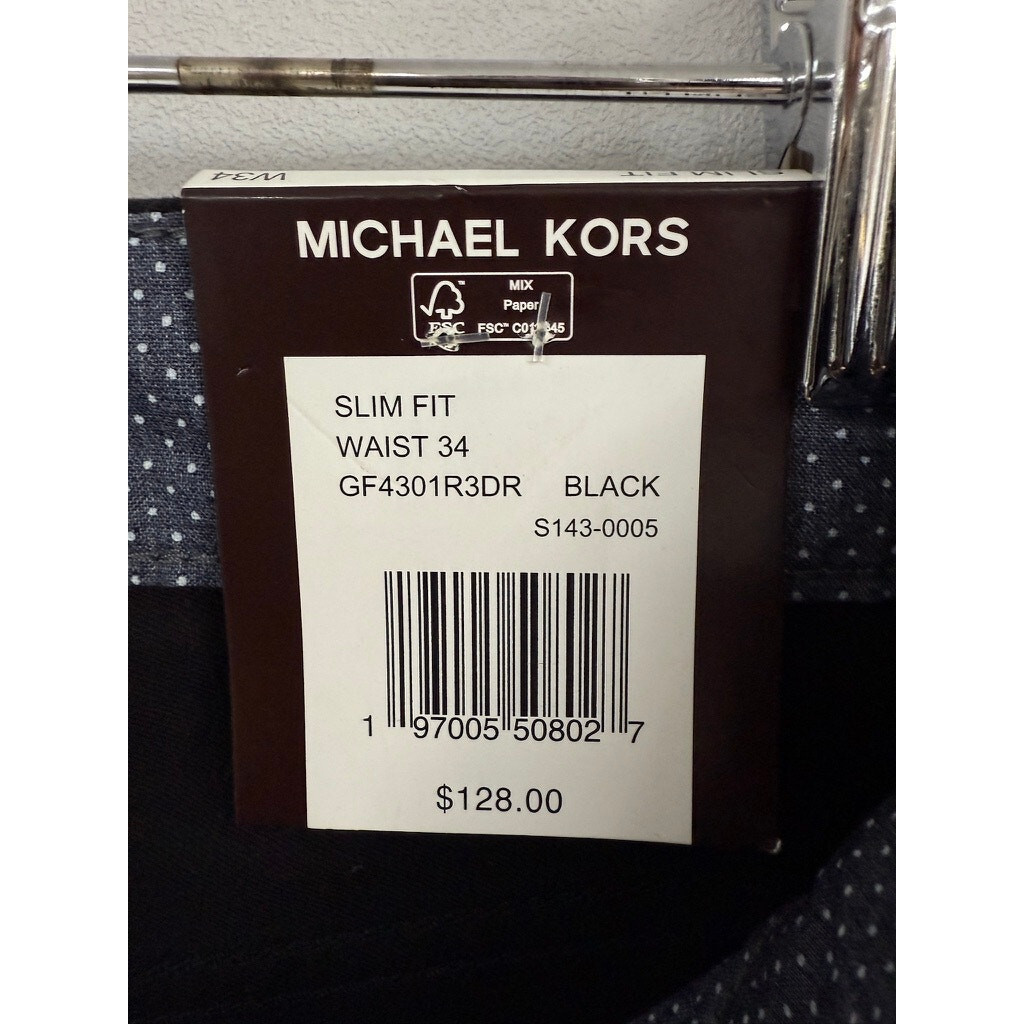 W34 SLIM FIT
MICHAEL KORS
MIX
Paper
FSC FSC™
SLIM FIT
WAIST 34
GF4301R3DR BLACK
S143-0005
1 97005 50802 7
$128.00